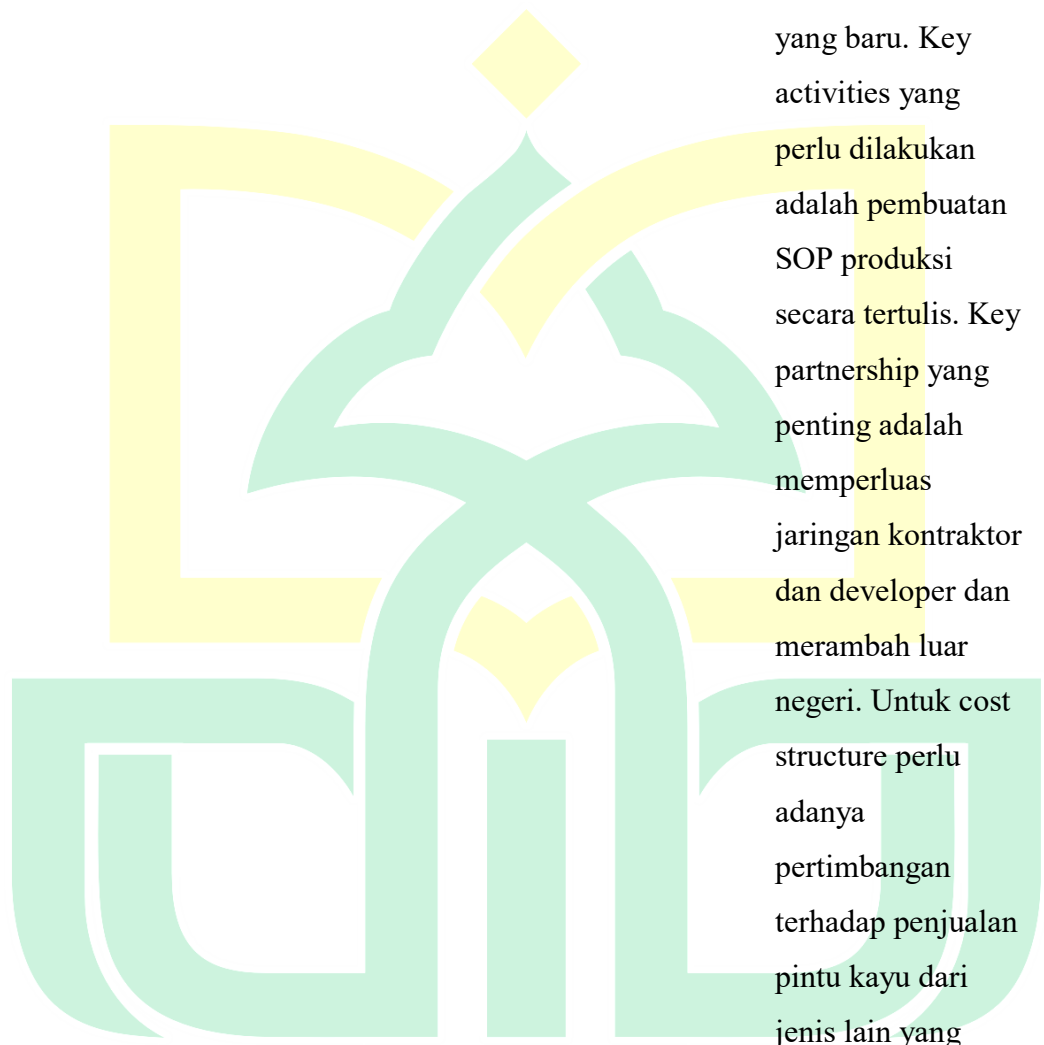 yang baru. Key
activities yang
perlu dilakukan
adalah pembuatan
SOP produksi
secara tertulis. Key
partnership yang
penting adalah
memperluas
jaringan kontraktor
dan developer dan
merambah luar
negeri. Untuk cost
structure perlu
adanya
pertimbangan
terhadap penjualan
pintu kayu dari
jenis lain yang